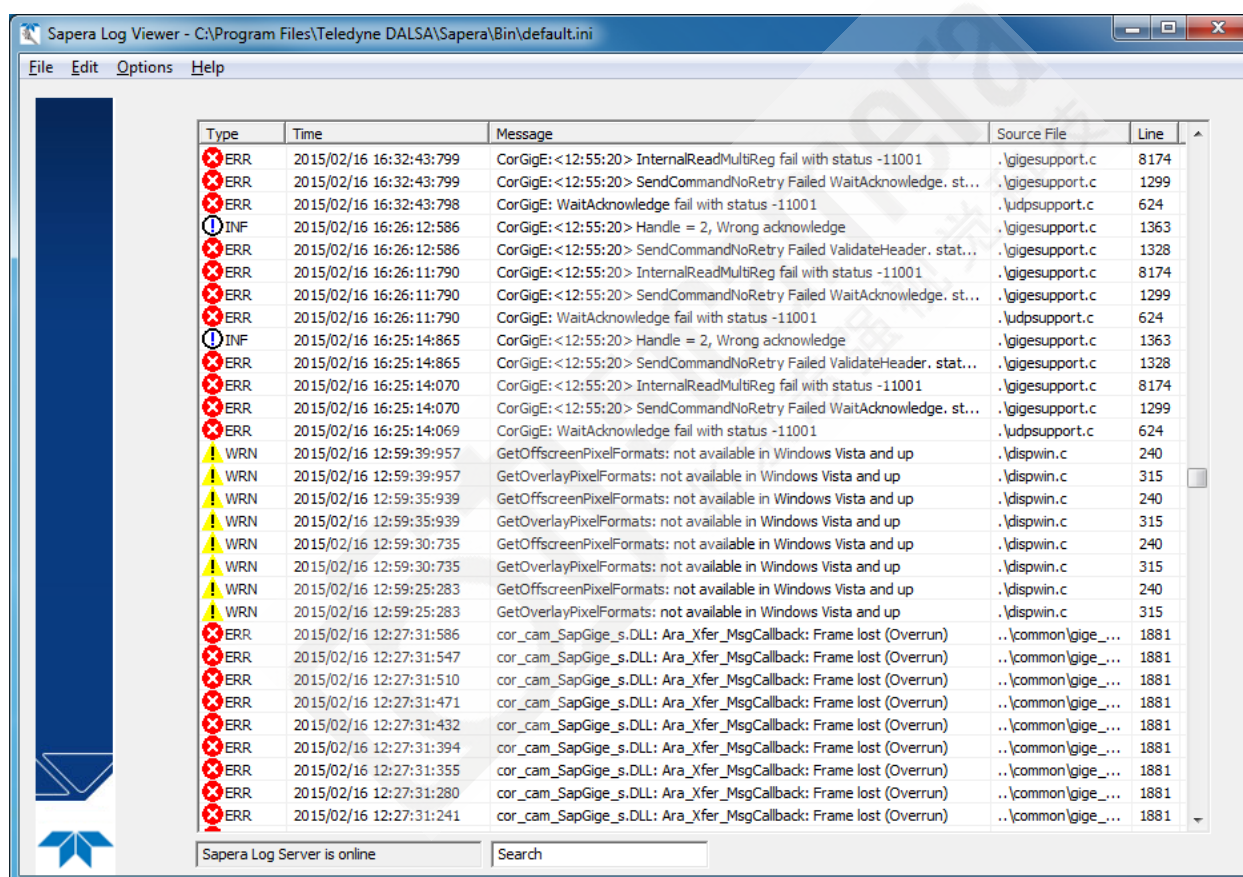 Sapera Log Viewer - C:\Program Files\Teledyne DALSA\Sapera\Bin\default.ini
File Edit Options Help
Type Time Message Source File Line
ERR 2015/02/16 16:32:43:799 CorGigE:<12:55:20> InternalReadMultiReg fail with status -11001 .\gigesupport.c 8174
ERR 2015/02/16 16:32:43:799 CorGigE:<12:55:20> SendCommandNoRetry Failed WaitAcknowledge. st... .\gigesupport.c 1299
ERR 2015/02/16 16:32:43:798 CorGigE: WaitAcknowledge fail with status -11001 .\udpsupport.c 624
INF 2015/02/16 16:26:12:586 CorGigE:<12:55:20> Handle = 2, Wrong acknowledge .\gigesupport.c 1363
ERR 2015/02/16 16:26:12:586 CorGigE:<12:55:20> SendCommandNoRetry Failed ValidateHeader. stat... .\gigesupport.c 1328
ERR 2015/02/16 16:26:11:790 CorGigE:<12:55:20> InternalReadMultiReg fail with status -11001 .\gigesupport.c 8174
ERR 2015/02/16 16:26:11:790 CorGigE:<12:55:20> SendCommandNoRetry Failed WaitAcknowledge. st... .\gigesupport.c 1299
ERR 2015/02/16 16:26:11:790 CorGigE: WaitAcknowledge fail with status -11001 .\udpsupport.c 624
INF 2015/02/16 16:25:14:865 CorGigE:<12:55:20> Handle = 2, Wrong acknowledge .\gigesupport.c 1363
ERR 2015/02/16 16:25:14:865 CorGigE:<12:55:20> SendCommandNoRetry Failed ValidateHeader. stat... .\gigesupport.c 1328
ERR 2015/02/16 16:25:14:070 CorGigE:<12:55:20> InternalReadMultiReg fail with status -11001 .\gigesupport.c 8174
ERR 2015/02/16 16:25:14:070 CorGigE:<12:55:20> SendCommandNoRetry Failed WaitAcknowledge. st... .\gigesupport.c 1299
ERR 2015/02/16 16:25:14:069 CorGigE: WaitAcknowledge fail with status -11001 .\udpsupport.c 624
WRN 2015/02/16 12:59:39:957 GetOffscreenPixelFormats: not available in Windows Vista and up .\dispwin.c 240
WRN 2015/02/16 12:59:39:957 GetOverlayPixelFormats: not available in Windows Vista and up .\dispwin.c 315
WRN 2015/02/16 12:59:35:939 GetOffscreenPixelFormats: not available in Windows Vista and up .\dispwin.c 240
WRN 2015/02/16 12:59:35:939 GetOverlayPixelFormats: not available in Windows Vista and up .\dispwin.c 315
WRN 2015/02/16 12:59:30:735 GetOffscreenPixelFormats: not available in Windows Vista and up .\dispwin.c 240
WRN 2015/02/16 12:59:30:735 GetOverlayPixelFormats: not available in Windows Vista and up .\dispwin.c 315
WRN 2015/02/16 12:59:25:283 GetOffscreenPixelFormats: not available in Windows Vista and up .\dispwin.c 240
WRN 2015/02/16 12:59:25:283 GetOverlayPixelFormats: not available in Windows Vista and up .\dispwin.c 315
ERR 2015/02/16 12:27:31:586 cor_cam_SapGige_s.DLL: Ara_Xfer_MsgCallback: Frame lost (Overrun) ..\common\gige_... 1881
ERR 2015/02/16 12:27:31:547 cor_cam_SapGige_s.DLL: Ara_Xfer_MsgCallback: Frame lost (Overrun) ..\common\gige_... 1881
ERR 2015/02/16 12:27:31:510 cor_cam_SapGige_s.DLL: Ara_Xfer_MsgCallback: Frame lost (Overrun) ..\common\gige_... 1881
ERR 2015/02/16 12:27:31:471 cor_cam_SapGige_s.DLL: Ara_Xfer_MsgCallback: Frame lost (Overrun) ..\common\gige_... 1881
ERR 2015/02/16 12:27:31:432 cor_cam_SapGige_s.DLL: Ara_Xfer_MsgCallback: Frame lost (Overrun) ..\common\gige_... 1881
ERR 2015/02/16 12:27:31:394 cor_cam_SapGige_s.DLL: Ara_Xfer_MsgCallback: Frame lost (Overrun) ..\common\gige_... 1881
ERR 2015/02/16 12:27:31:355 cor_cam_SapGige_s.DLL: Ara_Xfer_MsgCallback: Frame lost (Overrun) ..\common\gige_... 1881
ERR 2015/02/16 12:27:31:280 cor_cam_SapGige_s.DLL: Ara_Xfer_MsgCallback: Frame lost (Overrun) ..\common\gige_... 1881
ERR 2015/02/16 12:27:31:241 cor_cam_SapGige_s.DLL: Ara_Xfer_MsgCallback: Frame lost (Overrun) ..\common\gige_... 1881
Sapera Log Server is online Search